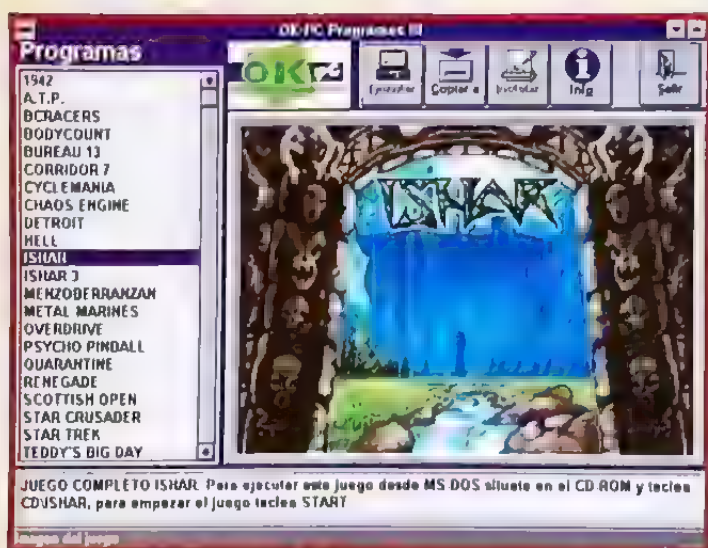 OK-PC Programas III
Programas
OKPC
Ejecutar
Copiar a
Instalar
Info
Salir
1942
A.T.P.
BCRACERS
BODYCOUNT
BUREAU 13
CORRIDOR 7
CYCLEMANIA
CHAOS ENGINE
DETROIT
HELL
ISHAR
ISHAR 3
MENZOBERRANZAN
METAL MARINES
OVERDRIVE
PSYCHO PINBALL
QUARANTINE
RENEGADE
SCOTTISH OPEN
STAR CRUSADER
STAR TREK
TEDDY'S BIG DAY
ISHAR
JUEGO COMPLETO ISHAR. Para ejecutar este juego desde MS-DOS situate en el CD-ROM y teclea
CD\ISHAR, para empezar el juego teclea START
Imagen del juego